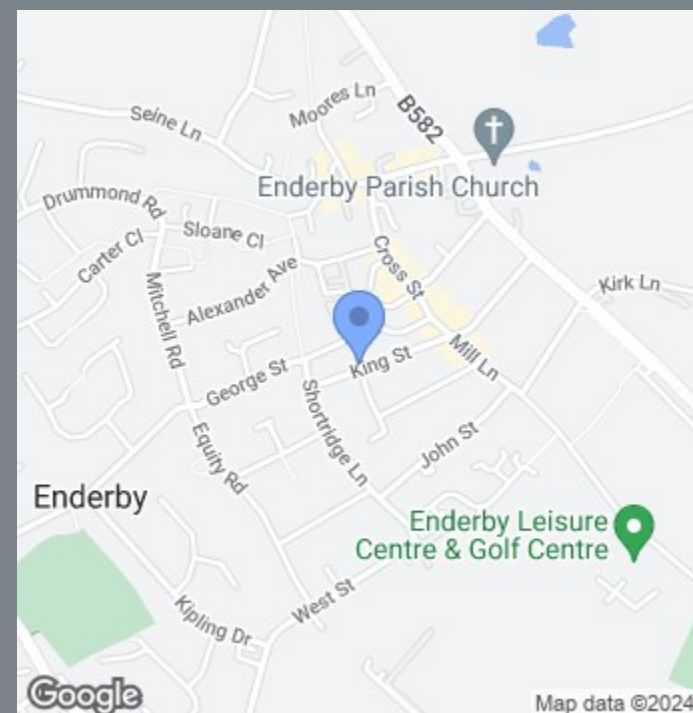 Moores Ln
Seine Ln
B582
Enderby Parish Church
Drummond Rd
Sloane Cl
Carter Cl
Cross St
Alexander Ave
Kirk Ln
Mitchell Rd
King St
Mill Ln
George St
Shortridge Ln
Equity Rd
John St
Enderby
Enderby Leisure
Centre & Golf Centre
West St
Kipling Dr
Google
Map data ©2024